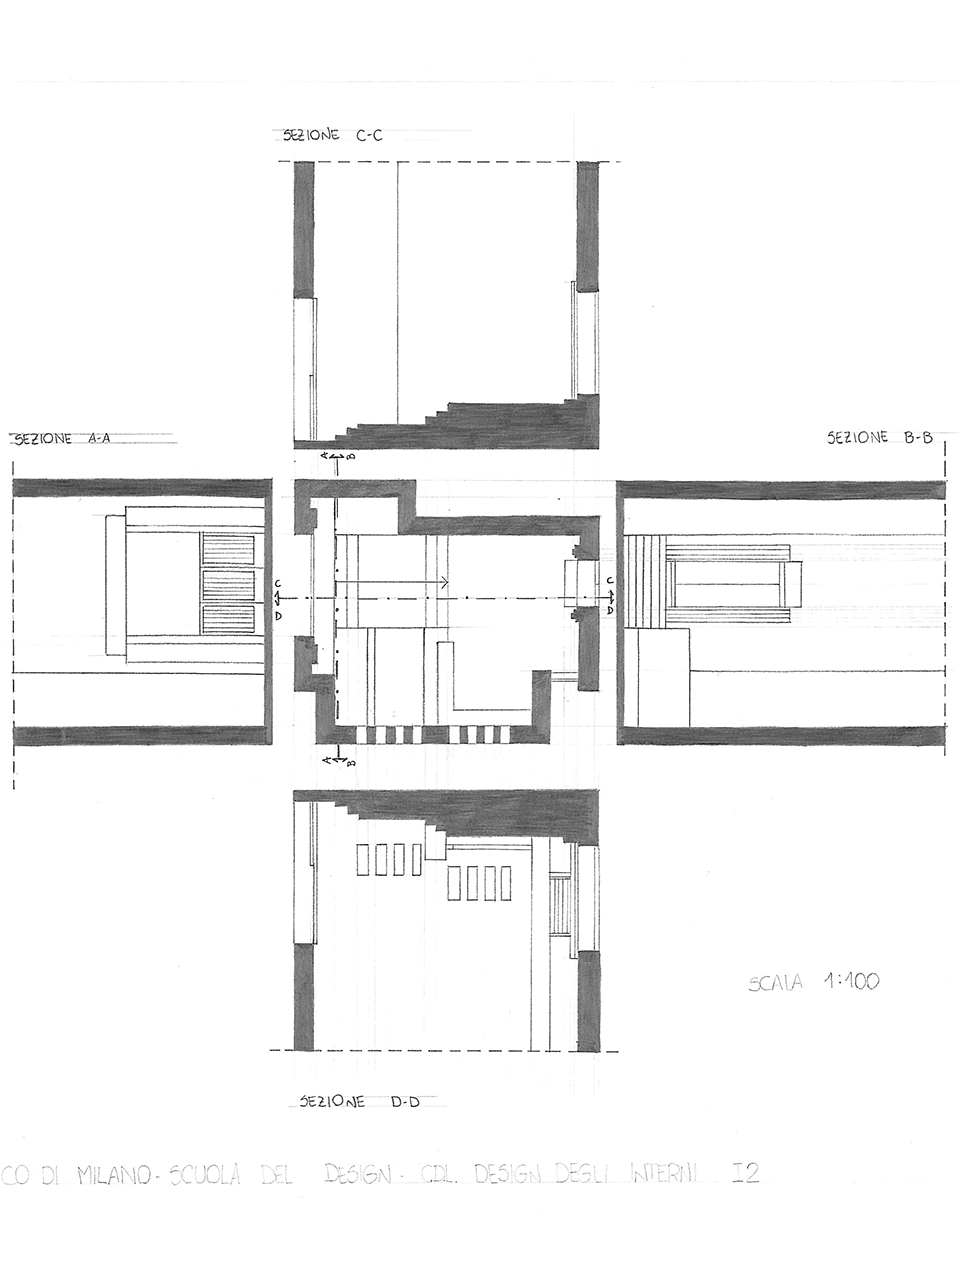 SEZIONE C-C
SEZIONE A-A
SEZIONE B-B
A B
C
D
C
D
A B
SCALA 1:100
SEZIONE D-D
CO DI MILANO - SCUOLA DEL DESIGN - CDL. DESIGN DEGLI INTERNI I2